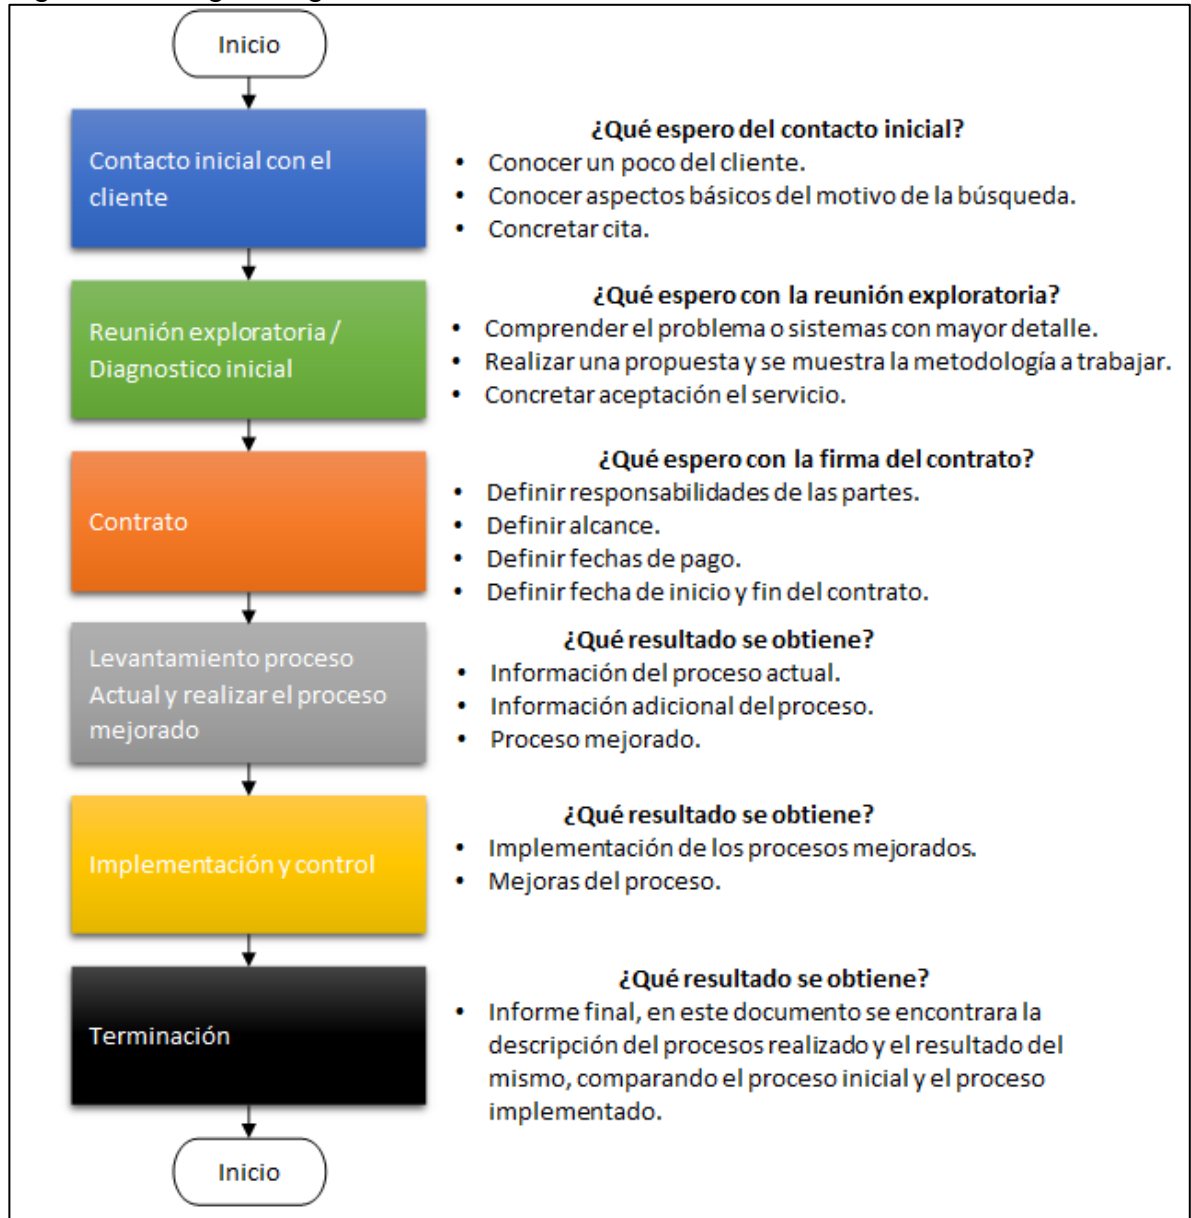 Inicio
Contacto inicial con el
cliente
¿Qué espero del contacto inicial?
• Conocer un poco del cliente.
• Conocer aspectos básicos del motivo de la búsqueda.
• Concretar cita.
Reunión exploratoria /
Diagnostico inicial
¿Qué espero con la reunión exploratoria?
• Comprender el problema o sistemas con mayor detalle.
• Realizar una propuesta y se muestra la metodología a trabajar.
• Concretar aceptación el servicio.
Contrato
¿Qué espero con la firma del contrato?
• Definir responsabilidades de las partes.
• Definir alcance.
• Definir fechas de pago.
• Definir fecha de inicio y fin del contrato.
Levantamiento proceso
Actual y realizar el proceso
mejorado
¿Qué resultado se obtiene?
• Información del proceso actual.
• Información adicional del proceso.
• Proceso mejorado.
Implementación y control
¿Qué resultado se obtiene?
• Implementación de los procesos mejorados.
• Mejoras del proceso.
Terminación
¿Qué resultado se obtiene?
• Informe final, en este documento se encontrara la
descripción del procesos realizado y el resultado del
mismo, comparando el proceso inicial y el proceso
implementado.
Inicio